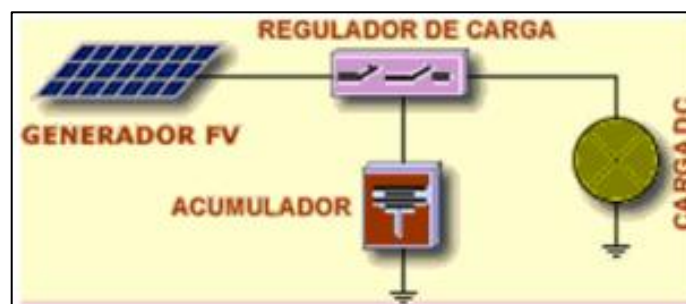 REGULADOR DE CARGA
GENERADOR FV
ACUMULADOR
CARGA DC